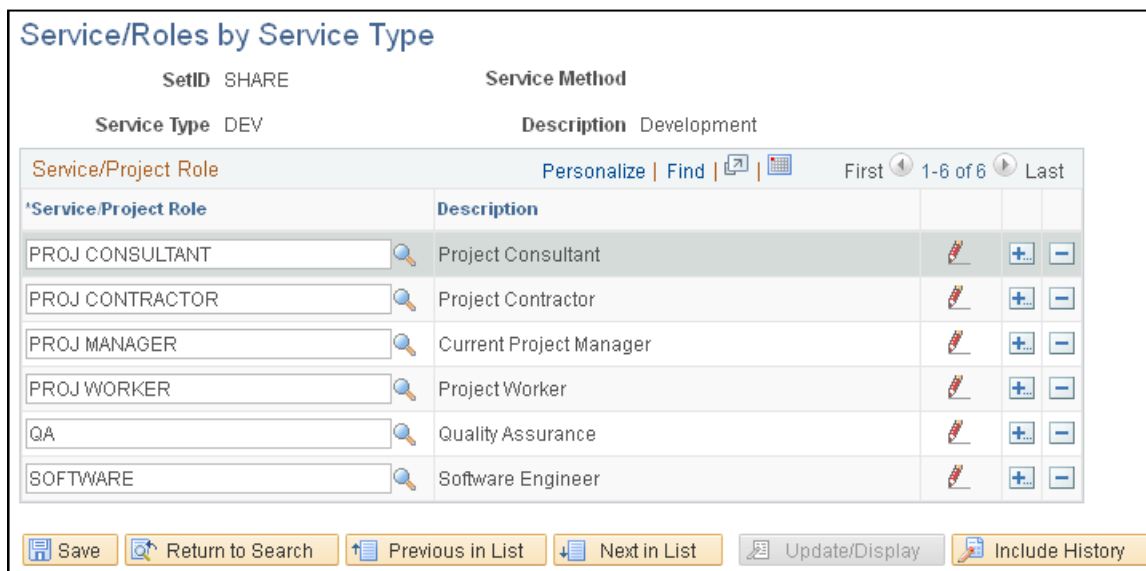 Service/Roles by Service Type
SetID SHARE Service Method
Service Type DEV Description Development
Service/Project Role Personalize | Find | | First 1-6 of 6 Last
*Service/Project Role Description
PROJ CONSULTANT Project Consultant
PROJ CONTRACTOR Project Contractor
PROJ MANAGER Current Project Manager
PROJ WORKER Project Worker
QA Quality Assurance
SOFTWARE Software Engineer
Save Return to Search Previous in List Next in List Update/Display Include History